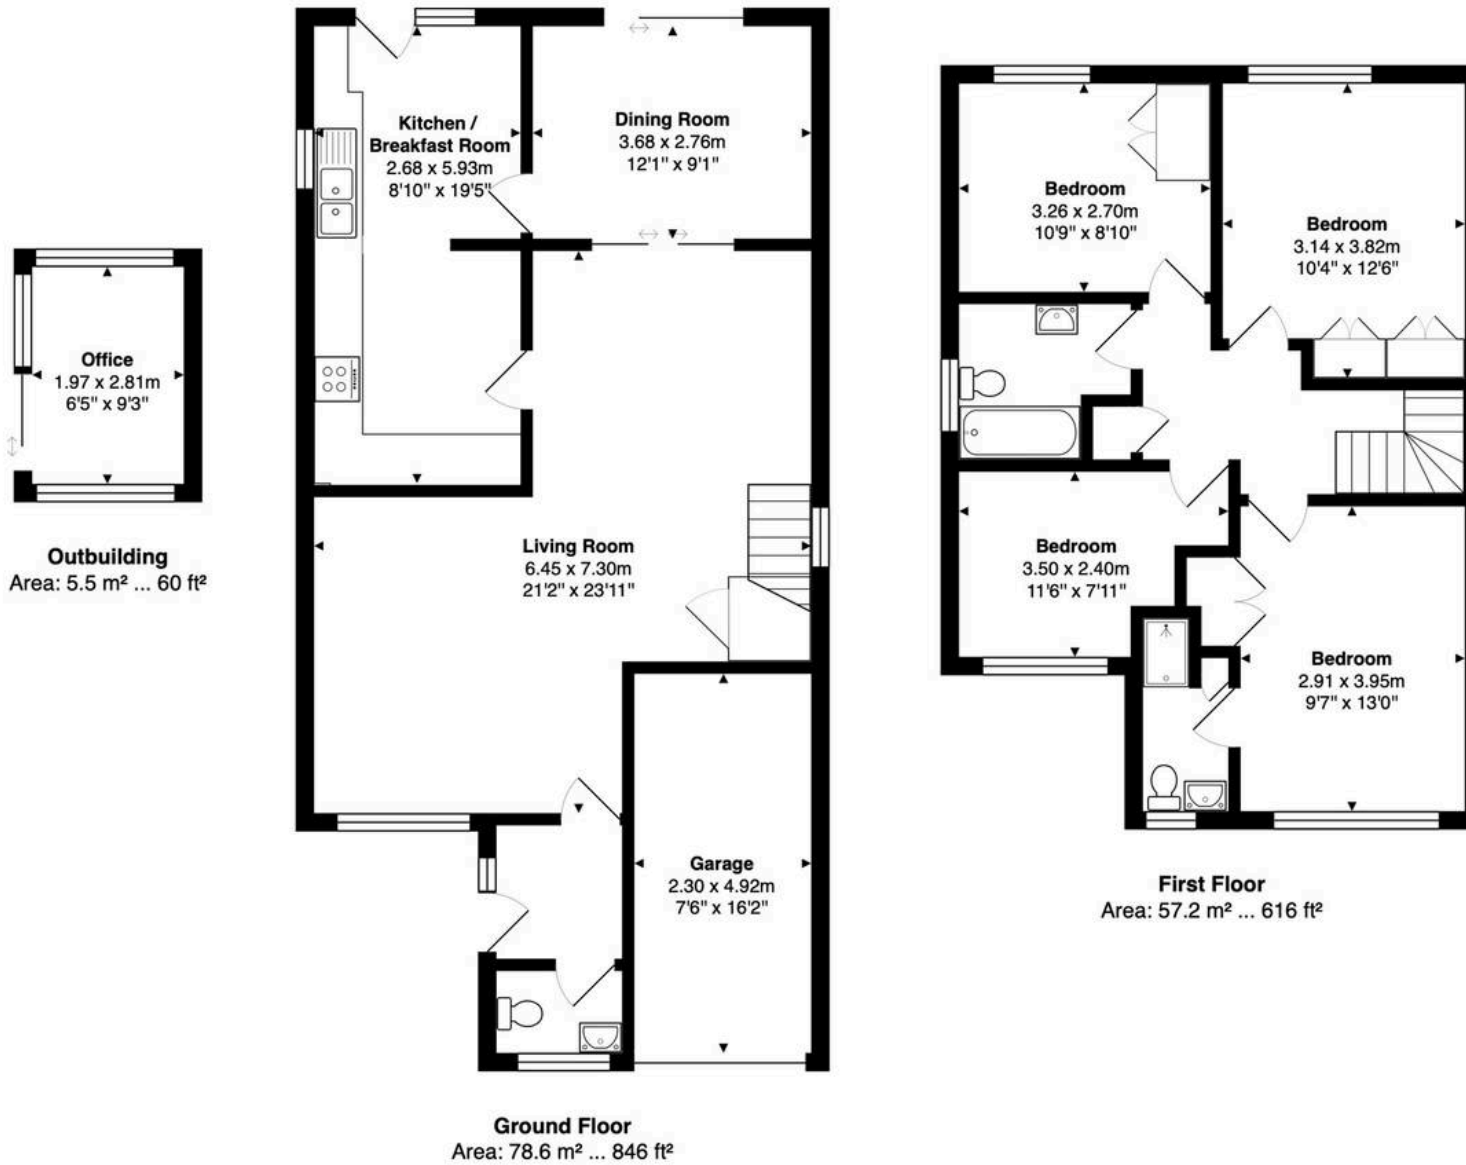 Kitchen /
Breakfast Room
2.68 x 5.93m
8'10" x 19'5"
Dining Room
3.68 x 2.76m
12'1" x 9'1"
Office
1.97 x 2.81m
6'5" x 9'3"
Outbuilding
Area: 5.5 m² ... 60 ft²
Living Room
6.45 x 7.30m
21'2" x 23'11"
Garage
2.30 x 4.92m
7'6" x 16'2"
Ground Floor
Area: 78.6 m² ... 846 ft²
Bedroom
3.26 x 2.70m
10'9" x 8'10"
Bedroom
3.14 x 3.82m
10'4" x 12'6"
Bedroom
3.50 x 2.40m
11'6" x 7'11"
Bedroom
2.91 x 3.95m
9'7" x 13'0"
First Floor
Area: 57.2 m² ... 616 ft²